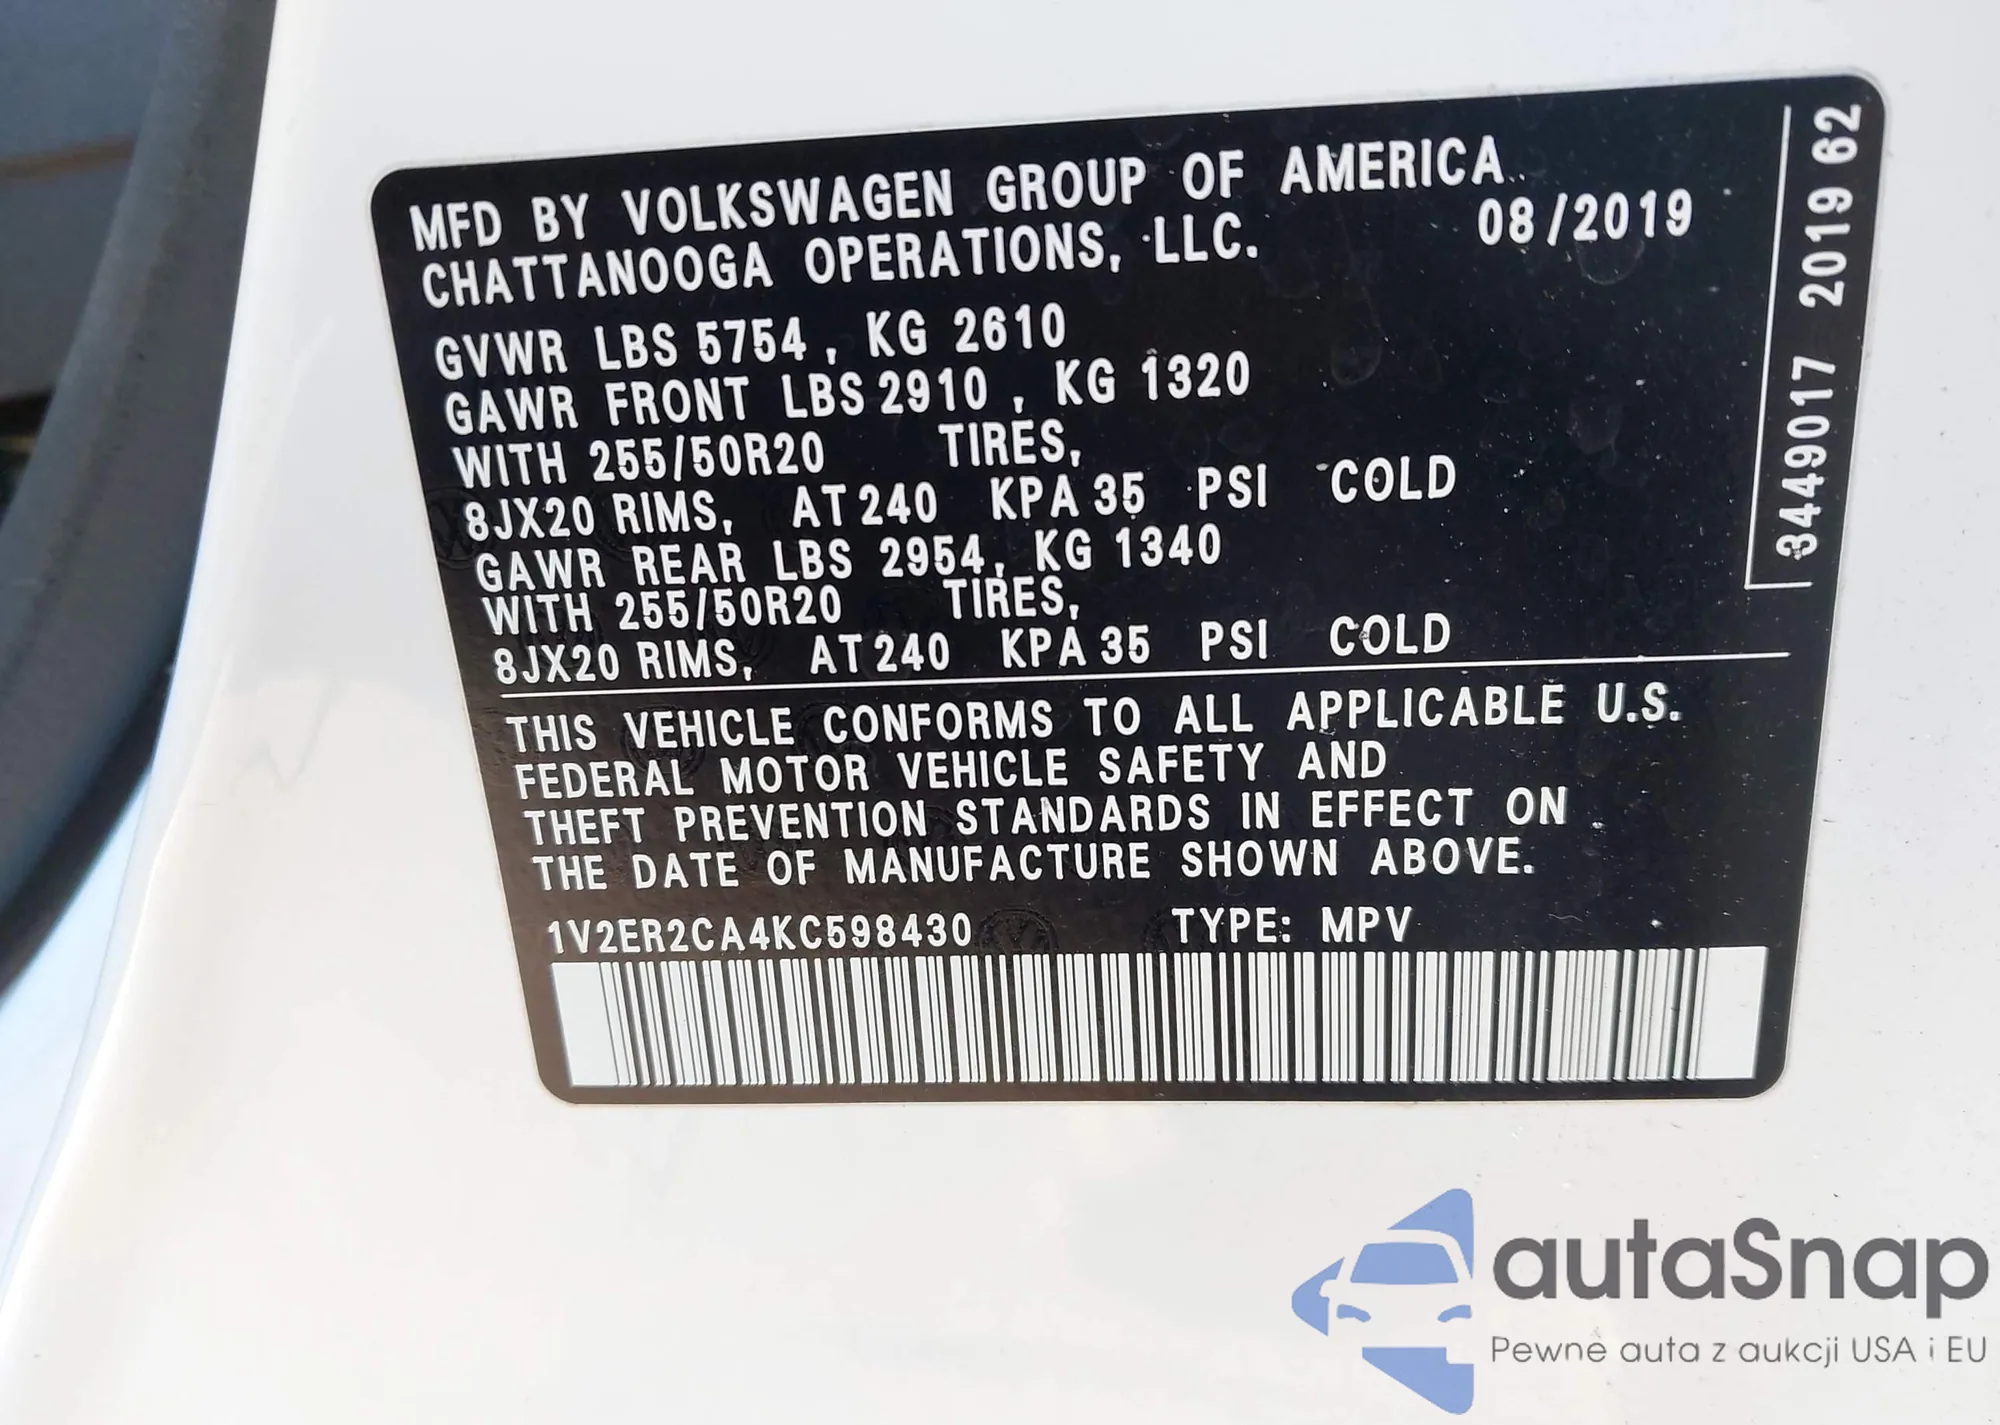 MFD BY VOLKSWAGEN GROUP OF AMERICA
CHATTANOOGA OPERATIONS, LLC. 08/2019
GVWR LBS 5754, KG 2610
GAWR FRONT LBS 2910, KG 1320
WITH 255/50R20 TIRES,
8JX20 RIMS, AT 240 KPA 35 PSI COLD
GAWR REAR LBS 2954, KG 1340
WITH 255/50R20 TIRES,
8JX20 RIMS, AT 240 KPA 35 PSI COLD
THIS VEHICLE CONFORMS TO ALL APPLICABLE U.S.
FEDERAL MOTOR VEHICLE SAFETY AND
THEFT PREVENTION STANDARDS IN EFFECT ON
THE DATE OF MANUFACTURE SHOWN ABOVE.
1V2ER2CA4KC598430 TYPE: MPV
3449017 2019 62
autaSnap
Pewne auta z aukcji USA i EU